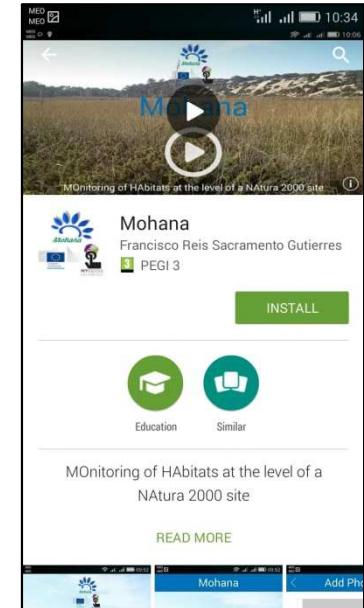 MEO
MEO
10:34
10:06
Mohana
Mohana
MOnitoring of HAbitats at the level of a NAtura 2000 site
Mohana
Mohana
Francisco Reis Sacramento Gutierres
3 PEGI 3
INSTALL
Education
Similar
MOnitoring of HAbitats at the level of a
NAtura 2000 site
READ MORE
Mohana
Add Pho